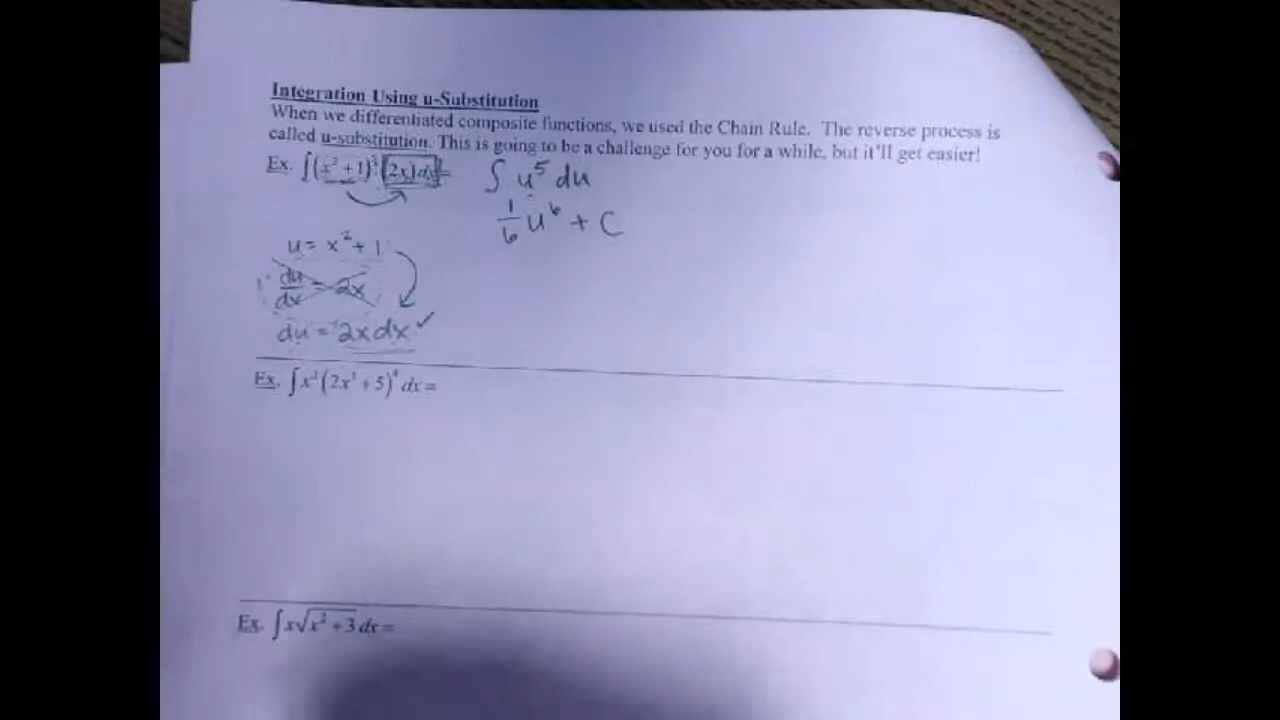 Integration Using u-Substitution
When we differentiated composite functions, we used the Chain Rule. The reverse process is
called u-substitution. This is going to be a challenge for you for a while, but it'll get easier!
Ex. ∫(x² + 1)⁵ (2x) dx = ∫ u⁵ du
1/6 u⁶ + C
u = x² + 1
du/dx = 2x
du = 2x dx ✓
Ex. ∫x²(2x³ + 5)⁴ dx =
Ex. ∫x√(x² + 3) dx =